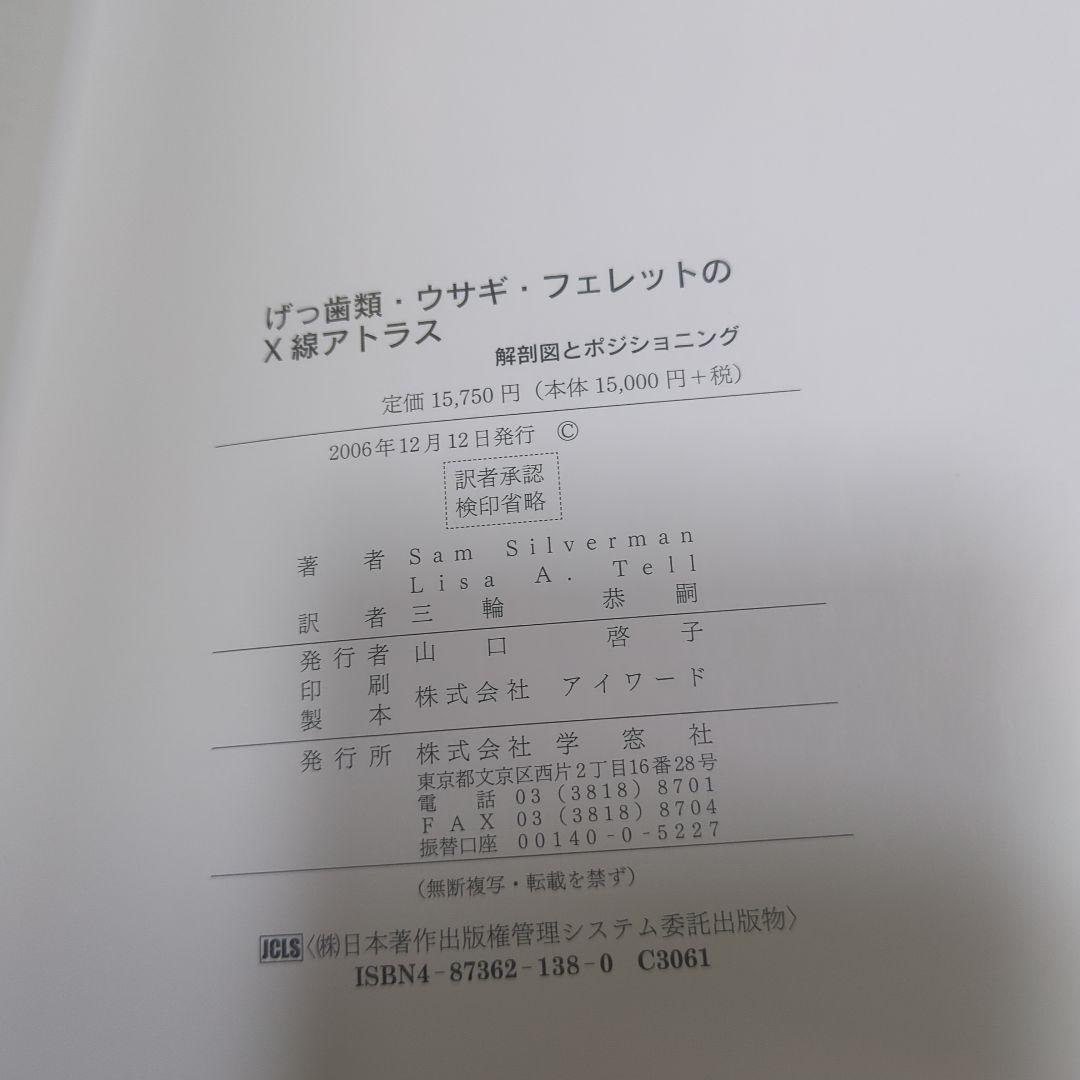 げっ歯類・ウサギ・フェレットの
X線アトラス
解剖図とポジショニング
定価 15,750 円（本体 15,000 円＋税）
2006年12月12日発行 ©
訳者承認
検印省略
著者 Sam Silverman
Lisa A. Tell
訳者 三輪 恭嗣
発行者 山口 啓子
印刷
製本 株式会社 アイワード
発行所 株式会社 学窓社
東京都文京区西片2丁目16番28号
電話 03（3818）8701
FAX 03（3818）8704
振替口座 00140-0-5227
（無断複写・転載を禁ず）
JCLS〈㈱日本著作出版権管理システム委託出版物〉
ISBN4-87362-138-0 C3061